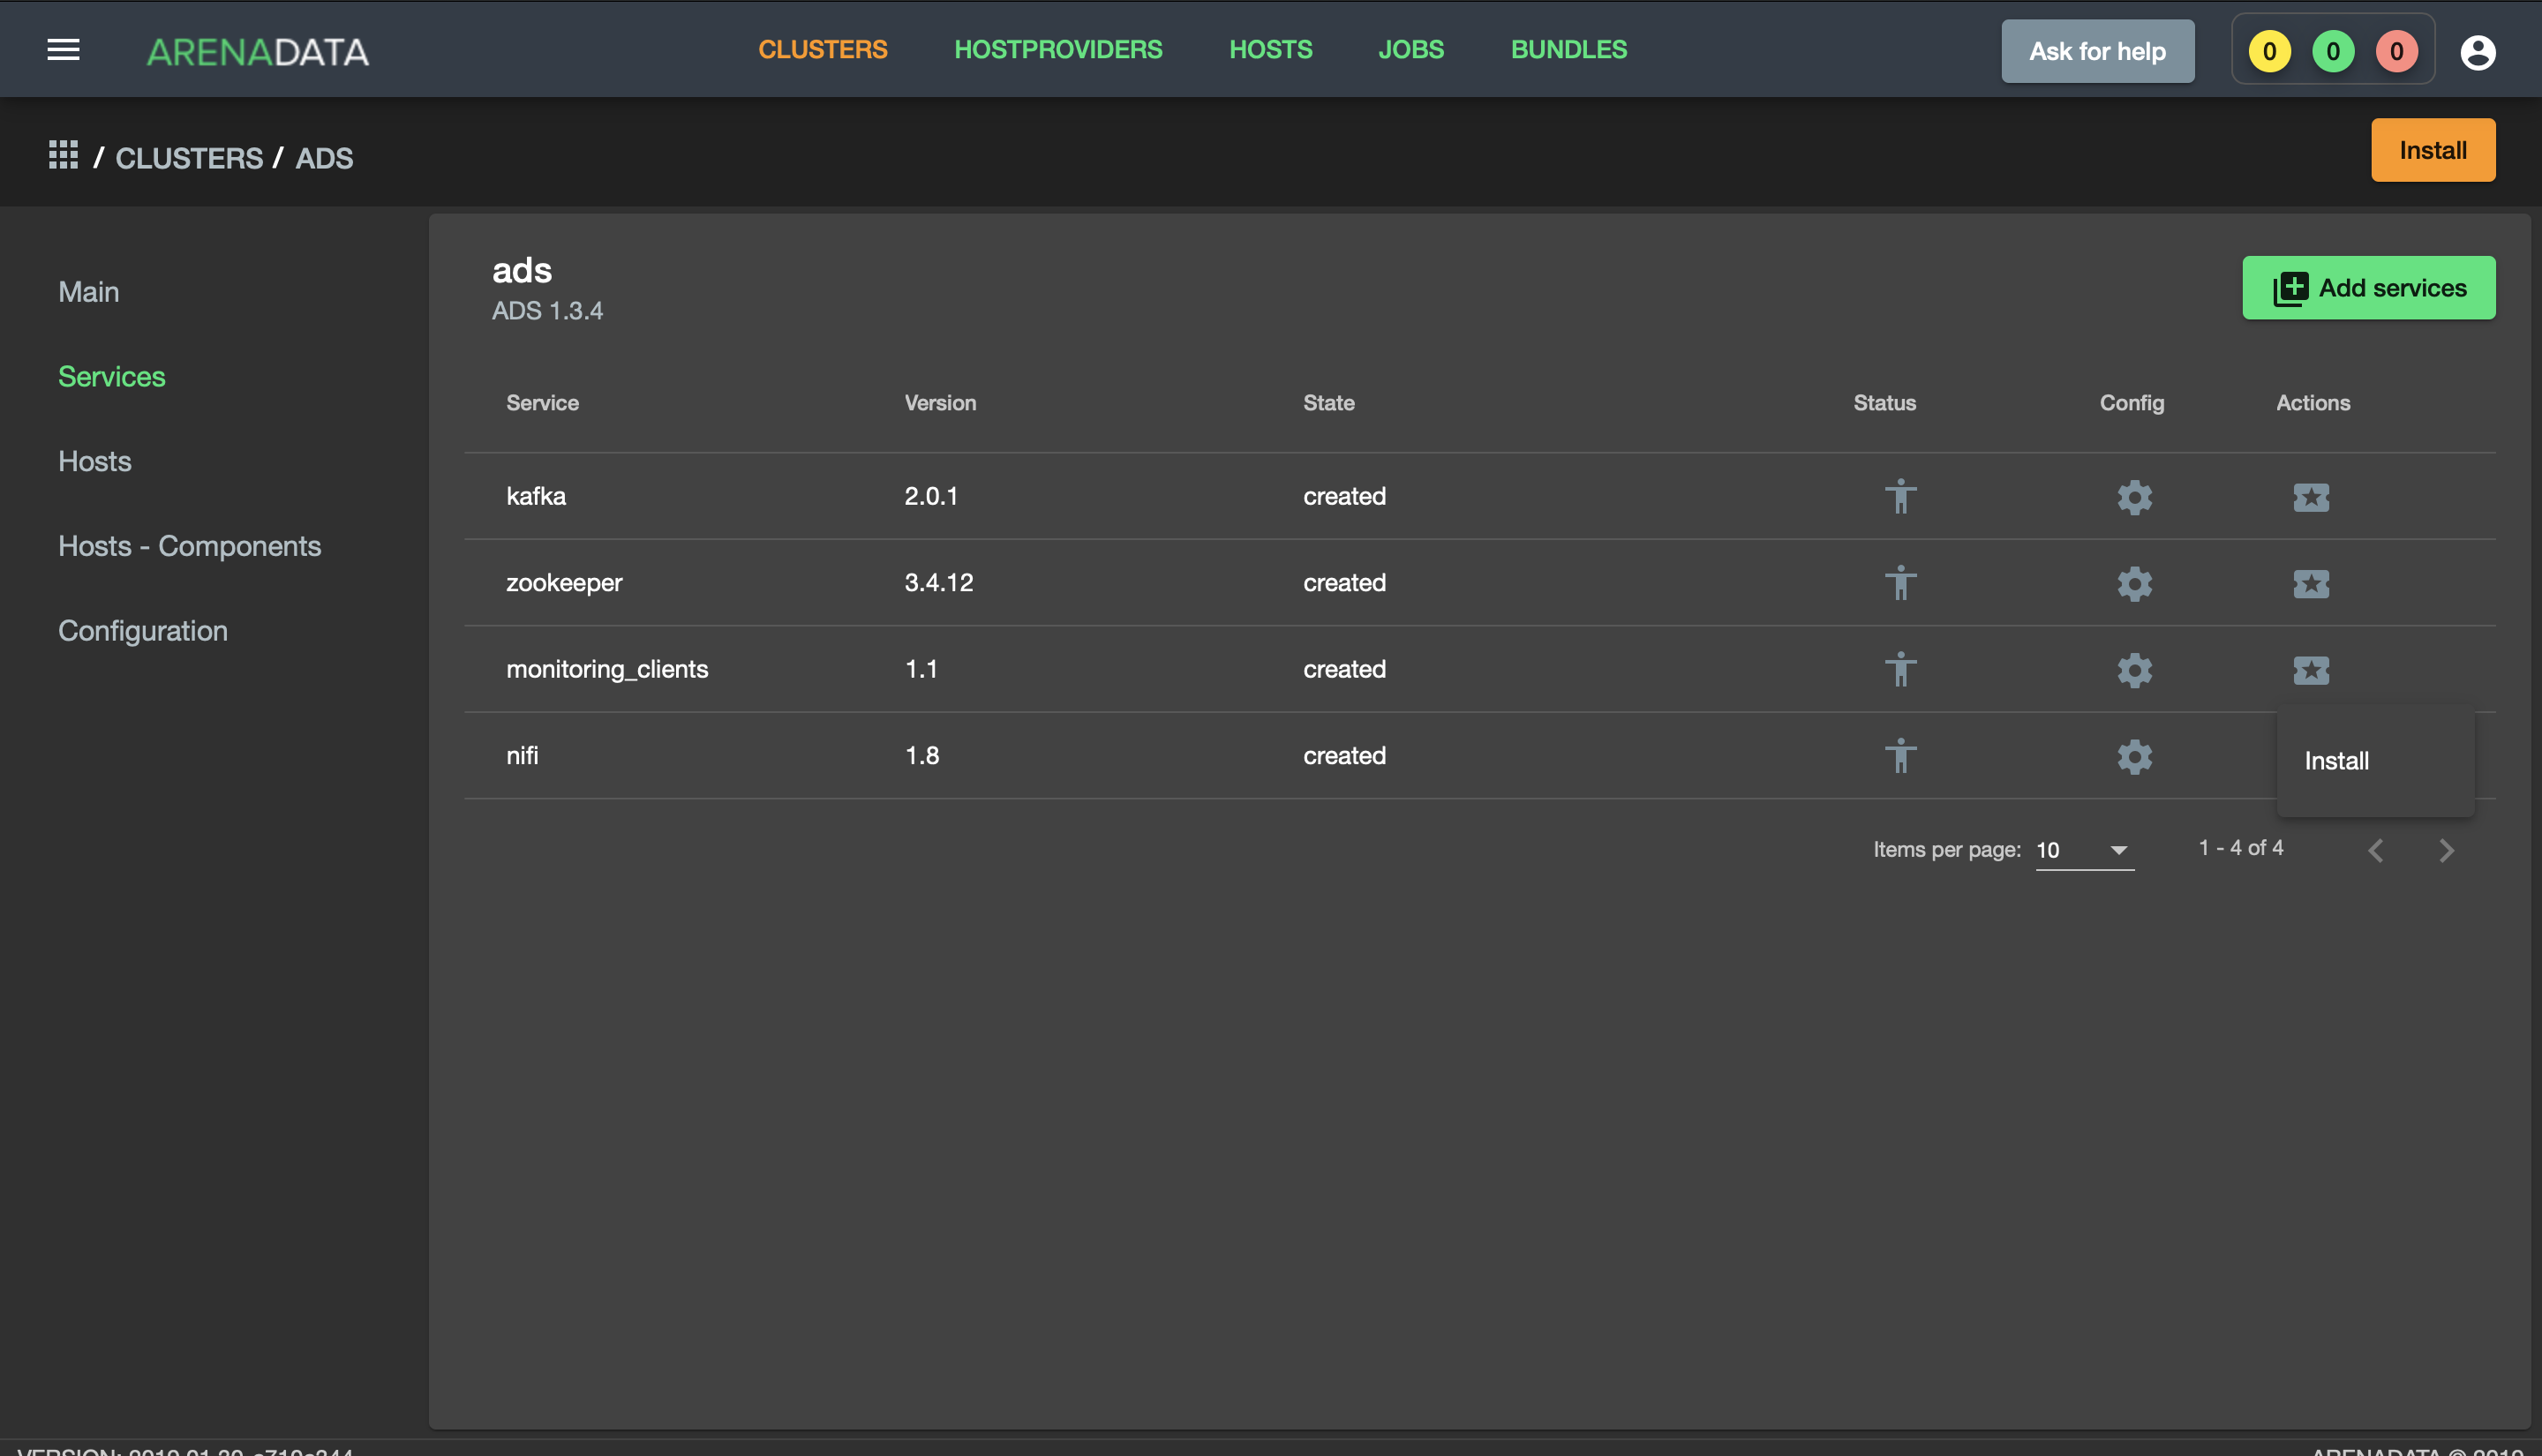 ARENADATA CLUSTERS HOSTPROVIDERS HOSTS JOBS BUNDLES Ask for help 0 0 0
/ CLUSTERS / ADS Install
Main
Services
Hosts
Hosts - Components
Configuration
ads
ADS 1.3.4
Add services
Service Version State Status Config Actions
kafka 2.0.1 created
zookeeper 3.4.12 created
monitoring_clients 1.1 created
nifi 1.8 created
Install
Items per page: 10 1 - 4 of 4
VERSION: ARENADATA ©